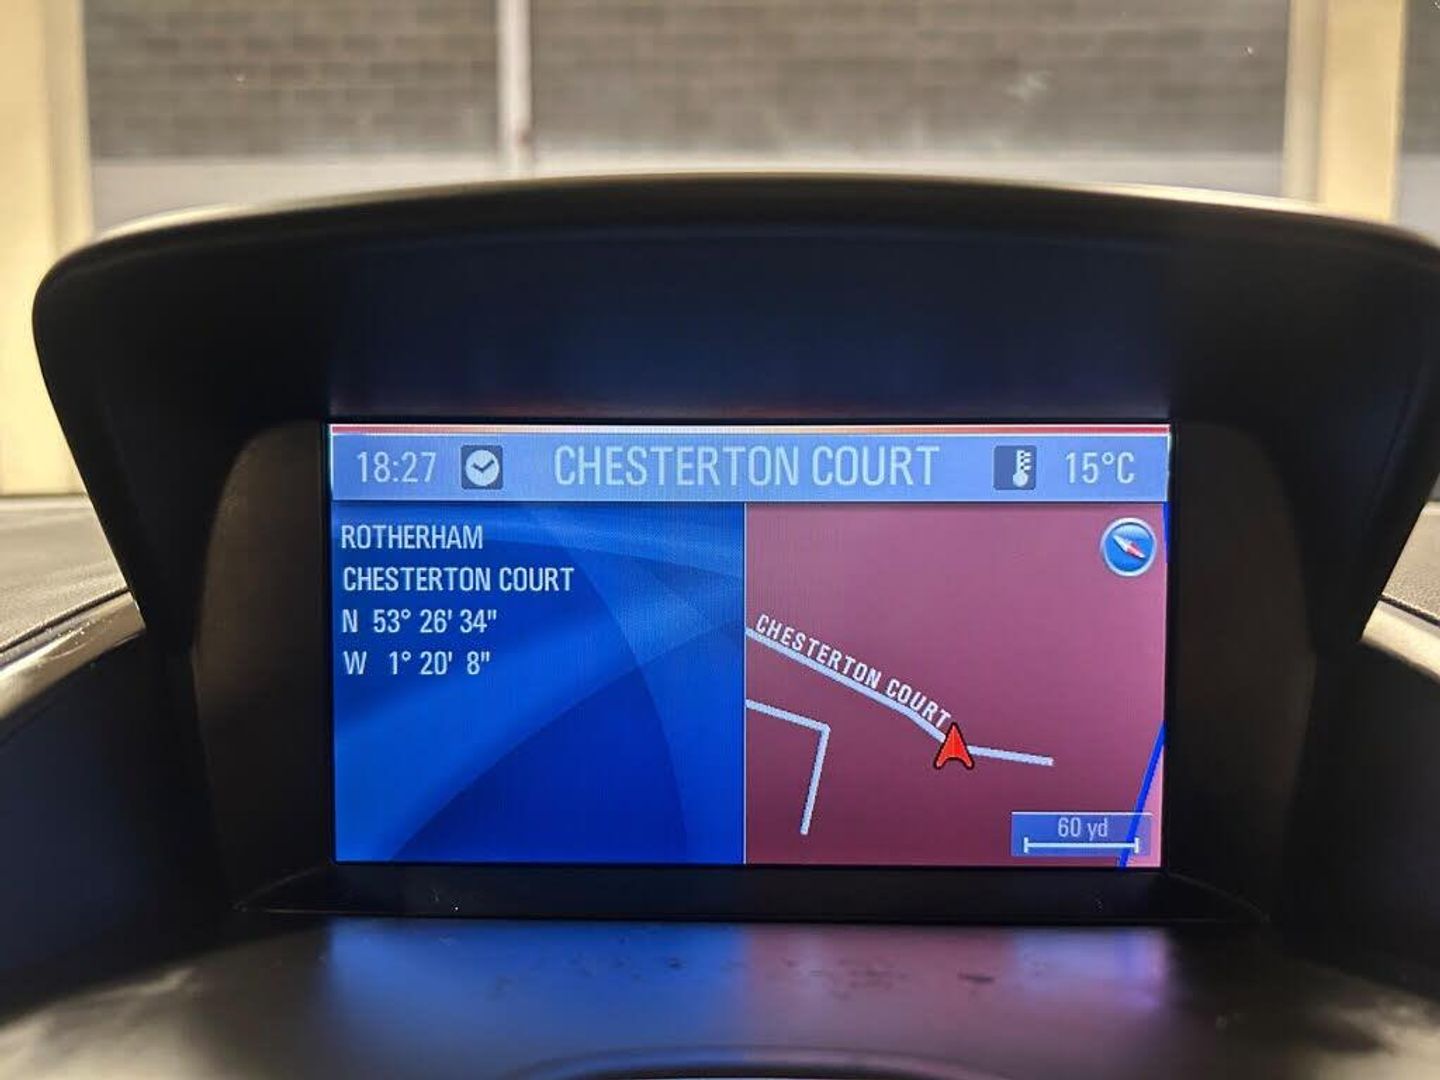 18:27 CHESTERTON COURT 15°C
ROTHERHAM
CHESTERTON COURT
N 53° 26' 34"
W 1° 20' 8"
CHESTERTON COURT
60 yd